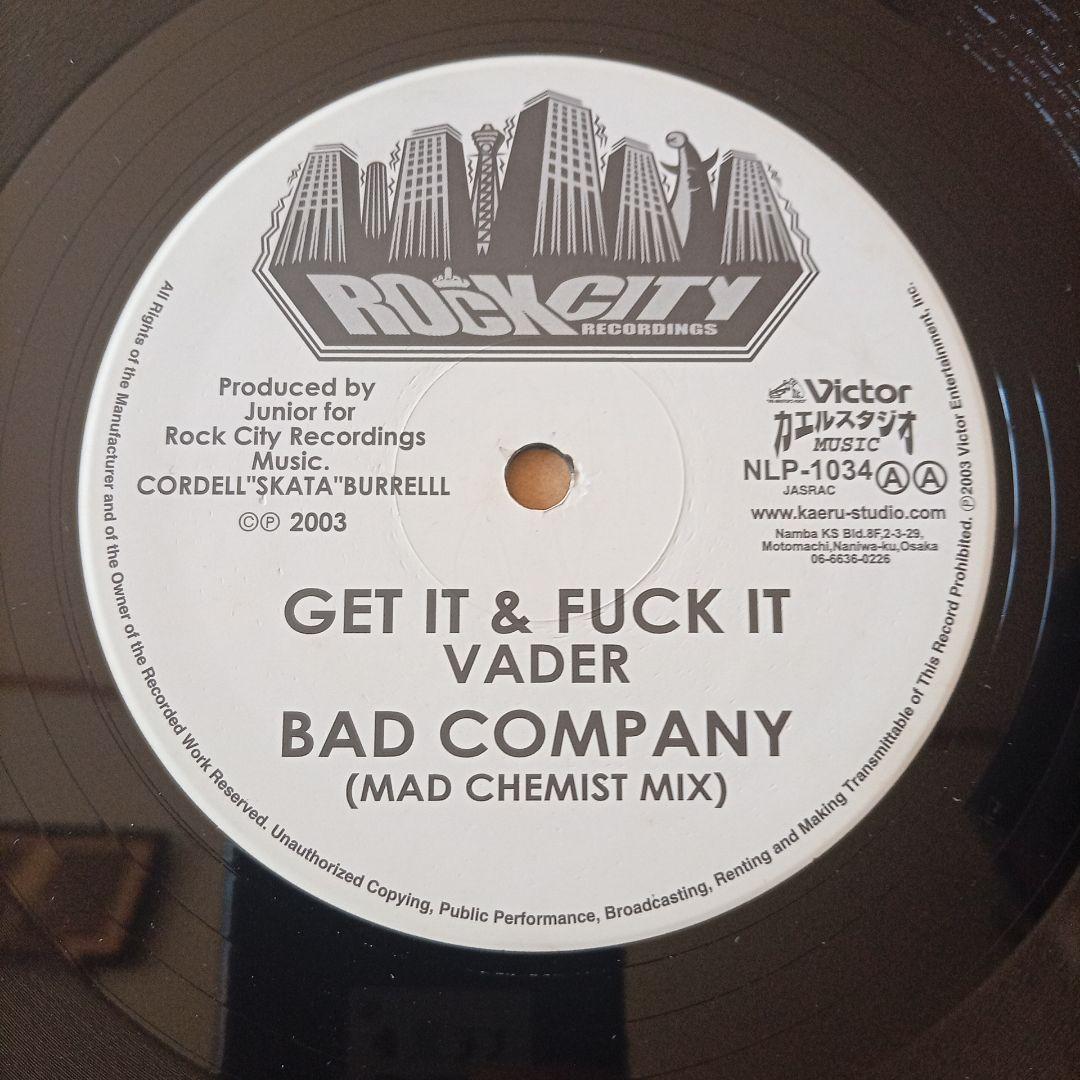 ROCK CITY
RECORDINGS
Produced by
Junior for
Rock City Recordings
Music.
CORDELL"SKATA"BURRELLL
©℗ 2003
Victor
カエルスタジオ
MUSIC
NLP-1034 ⒶⒶ
JASRAC
www.kaeru-studio.com
Namba KS Bld.8F,2-3-29,
Motomachi,Naniwa-ku,Osaka
06-6636-0226
GET IT & FUCK IT
VADER
BAD COMPANY
(MAD CHEMIST MIX)
All Rights of the Manufacturer and of the Owner of the Recorded Work Reserved. Unauthorized Copying, Public Performance, Broadcasting, Renting and Making Transmittable of This Record Prohibited. ℗2003 Victor Entertainment, Inc.